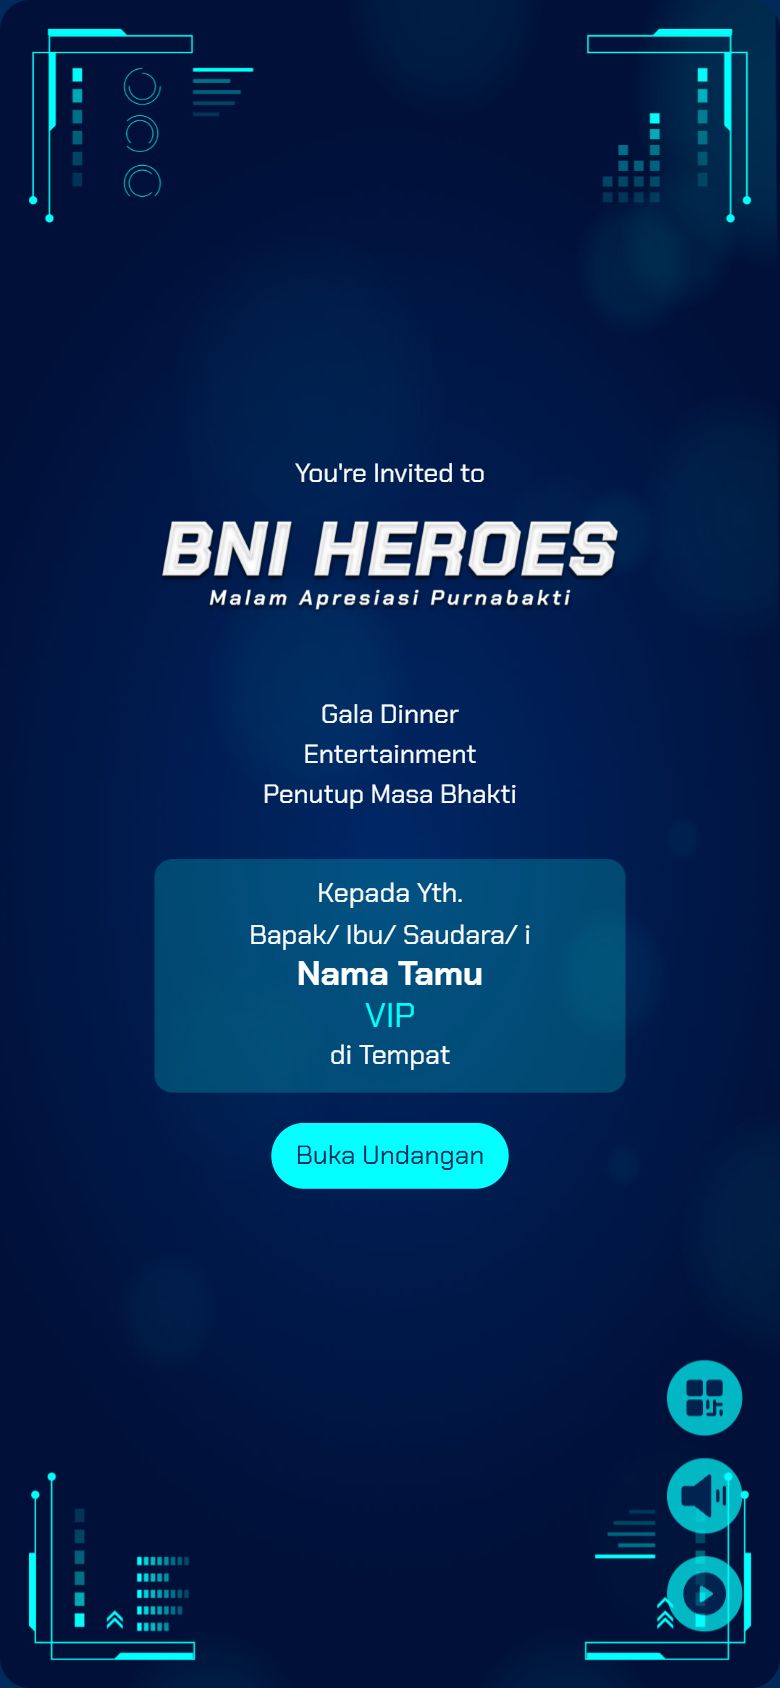 You're Invited to
BNI HEROES
Malam Apresiasi Purnabakti
Gala Dinner
Entertainment
Penutup Masa Bhakti
Kepada Yth.
Bapak/ Ibu/ Saudara/ i
Nama Tamu
VIP
di Tempat
Buka Undangan